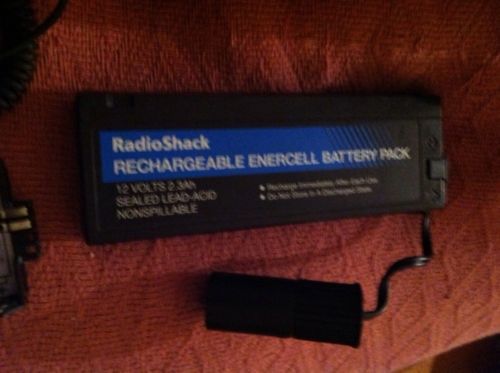 RadioShack
RECHARGEABLE ENERCELL BATTERY PACK
12 VOLTS 2.3Ah
SEALED LEAD-ACID
NONSPILLABLE
● Recharge Immediately After Each Use
● Do Not Store In A Discharged State